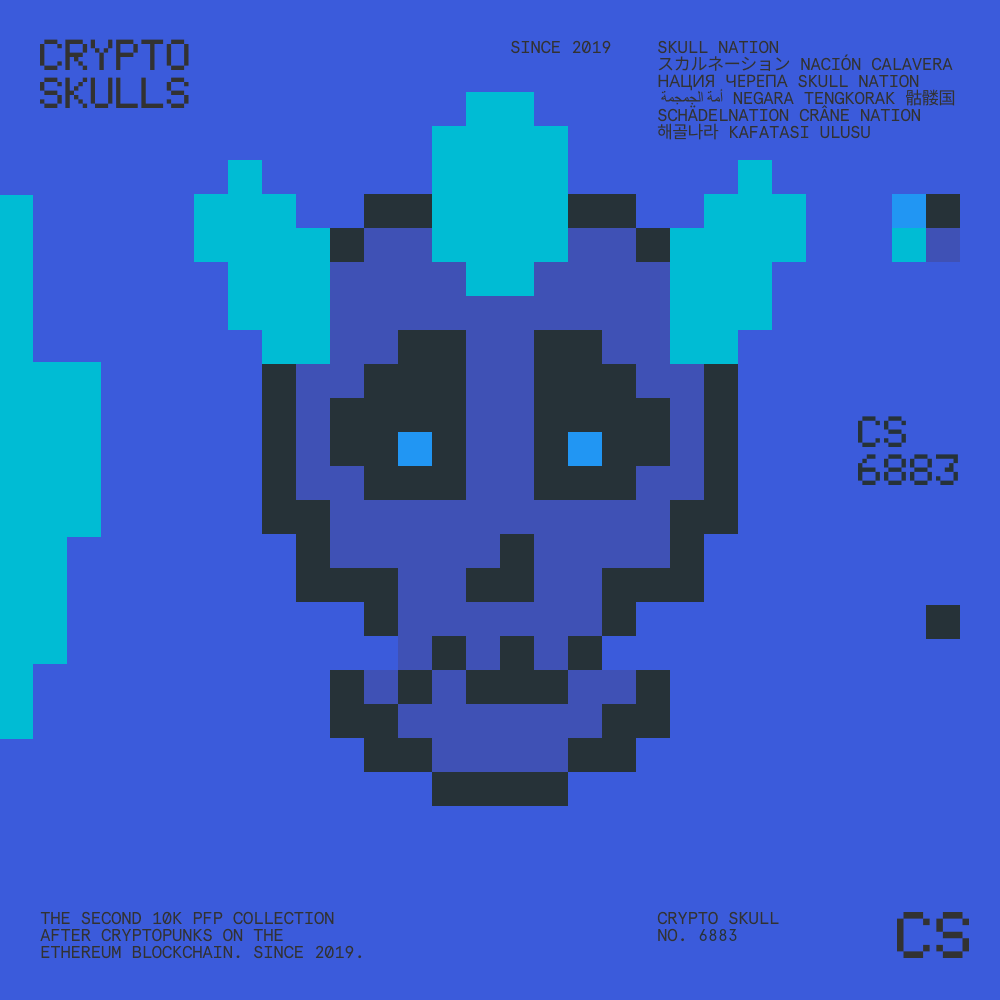 CRYPTO
SKULLS
SINCE 2019
SKULL NATION
スカルネーション NACIÓN CALAVERA
НАЦИЯ ЧЕРЕПА SKULL NATION
أمة الجمجمة NEGARA TENGKORAK 骷髅国
SCHÄDELNATION CRÂNE NATION
해골나라 KAFATASI ULUSU
CS
6883
THE SECOND 10K PFP COLLECTION
AFTER CRYPTOPUNKS ON THE
ETHEREUM BLOCKCHAIN. SINCE 2019.
CRYPTO SKULL
NO. 6883
CS